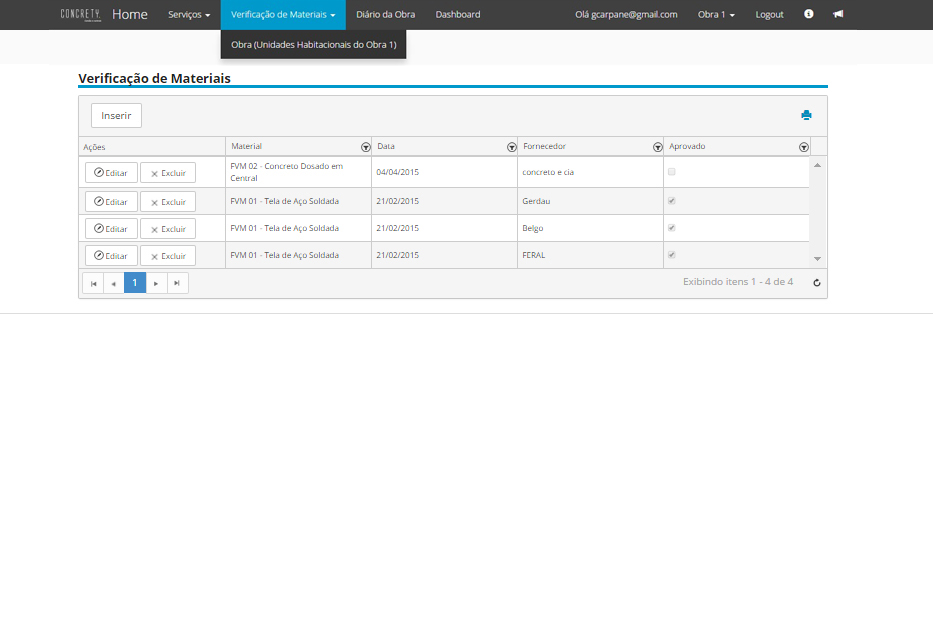 CONCRETY Home Serviços Verificação de Materiais Diário da Obra Dashboard Olá gcarpane@gmail.com Obra 1 Logout
Obra (Unidades Habitacionais do Obra 1)
Verificação de Materiais
Inserir
Ações Material Data Fornecedor Aprovado
Editar Excluir FVM 02 - Concreto Dosado em Central 04/04/2015 concreto e cia
Editar Excluir FVM 01 - Tela de Aço Soldada 21/02/2015 Gerdau
Editar Excluir FVM 01 - Tela de Aço Soldada 21/02/2015 Belgo
Editar Excluir FVM 01 - Tela de Aço Soldada 21/02/2015 FERAL
1 Exibindo itens 1 - 4 de 4